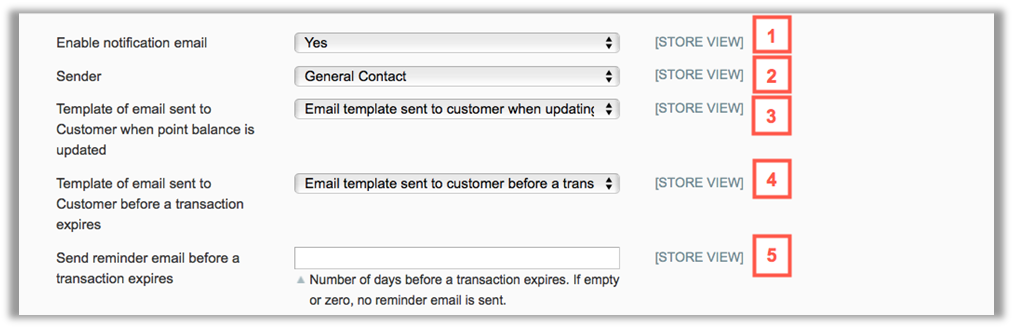 Enable notification email Yes [STORE VIEW] 1
Sender General Contact [STORE VIEW] 2
Template of email sent to Email template sent to customer when updating [STORE VIEW] 3
Customer when point balance is
updated
Template of email sent to Email template sent to customer before a trans [STORE VIEW] 4
Customer before a transaction
expires
Send reminder email before a [STORE VIEW] 5
transaction expires Number of days before a transaction expires. If empty
or zero, no reminder email is sent.